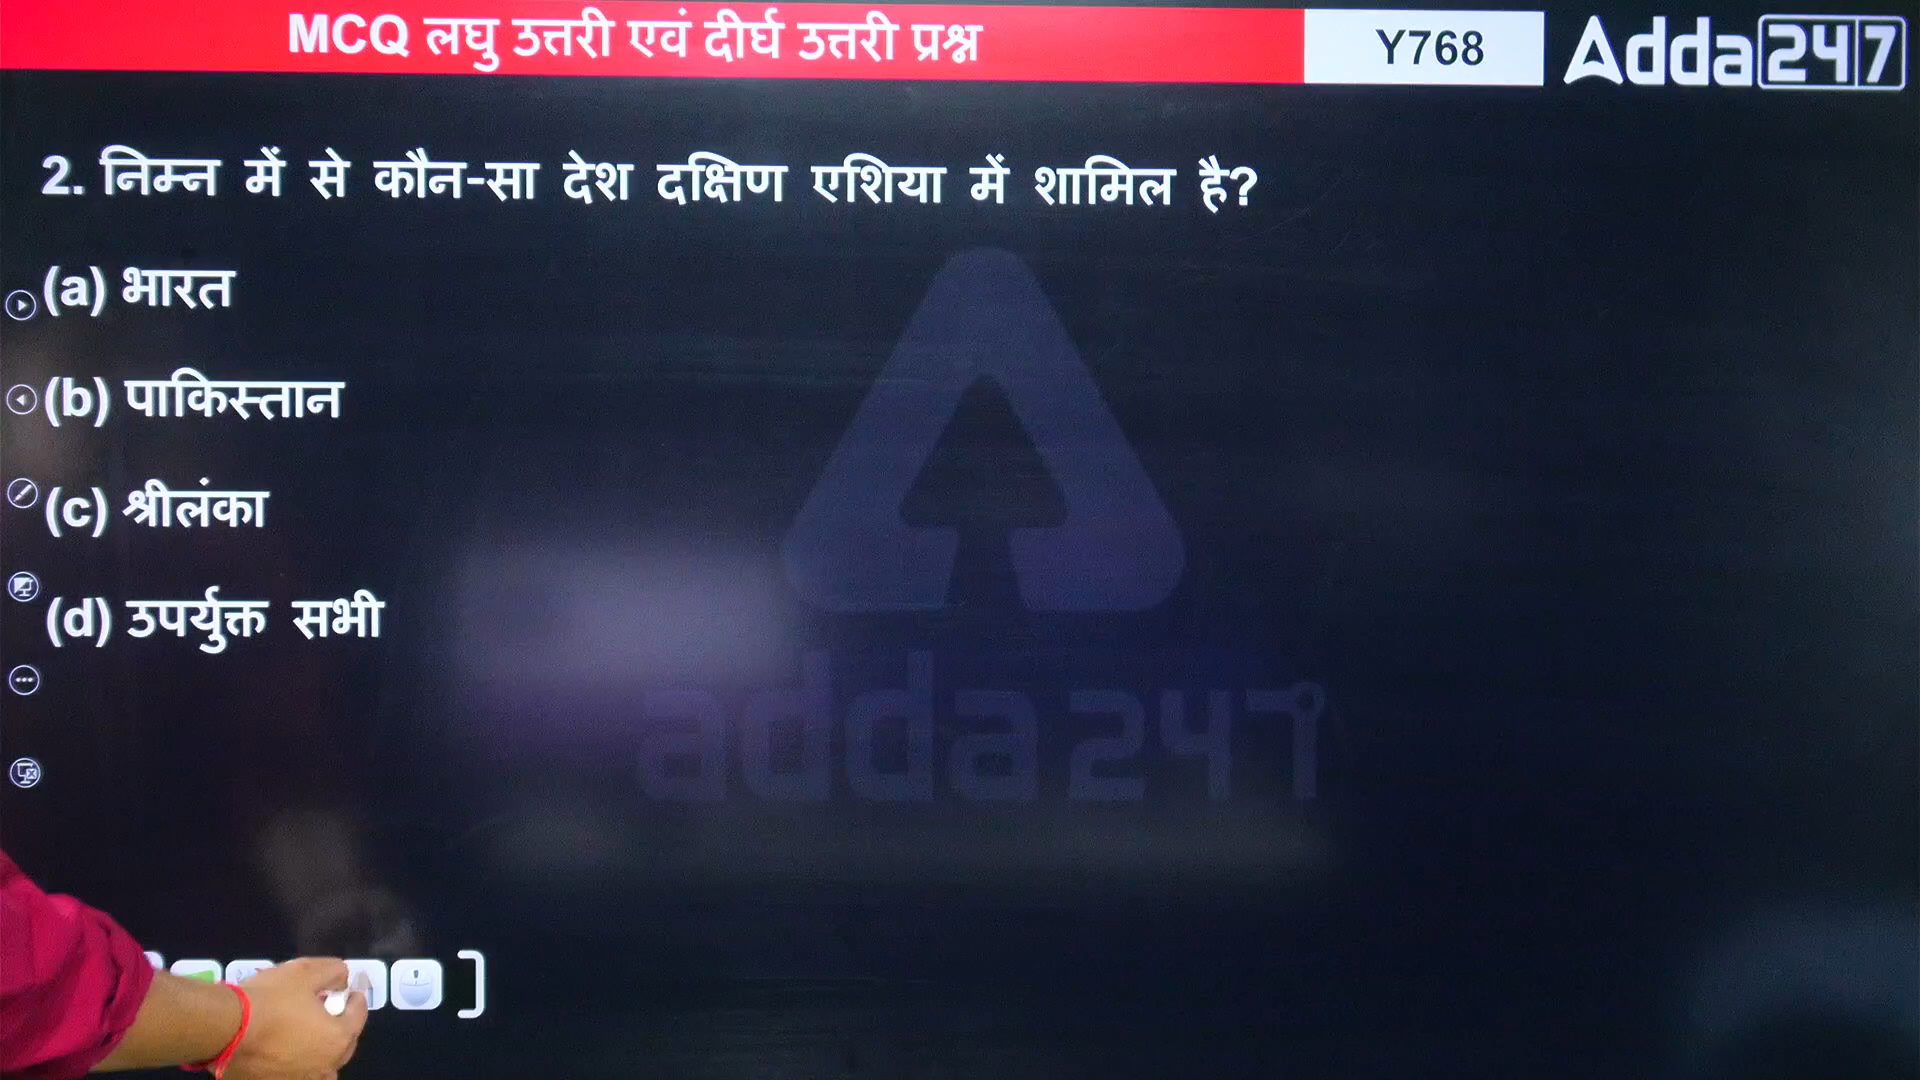 MCQ लघु उत्तरी एवं दीर्घ उत्तरी प्रश्न
Y768
Adda247
2. निम्न में से कौन-सा देश दक्षिण एशिया में शामिल है?
(a) भारत
(b) पाकिस्तान
(c) श्रीलंका
(d) उपर्युक्त सभी
adda247